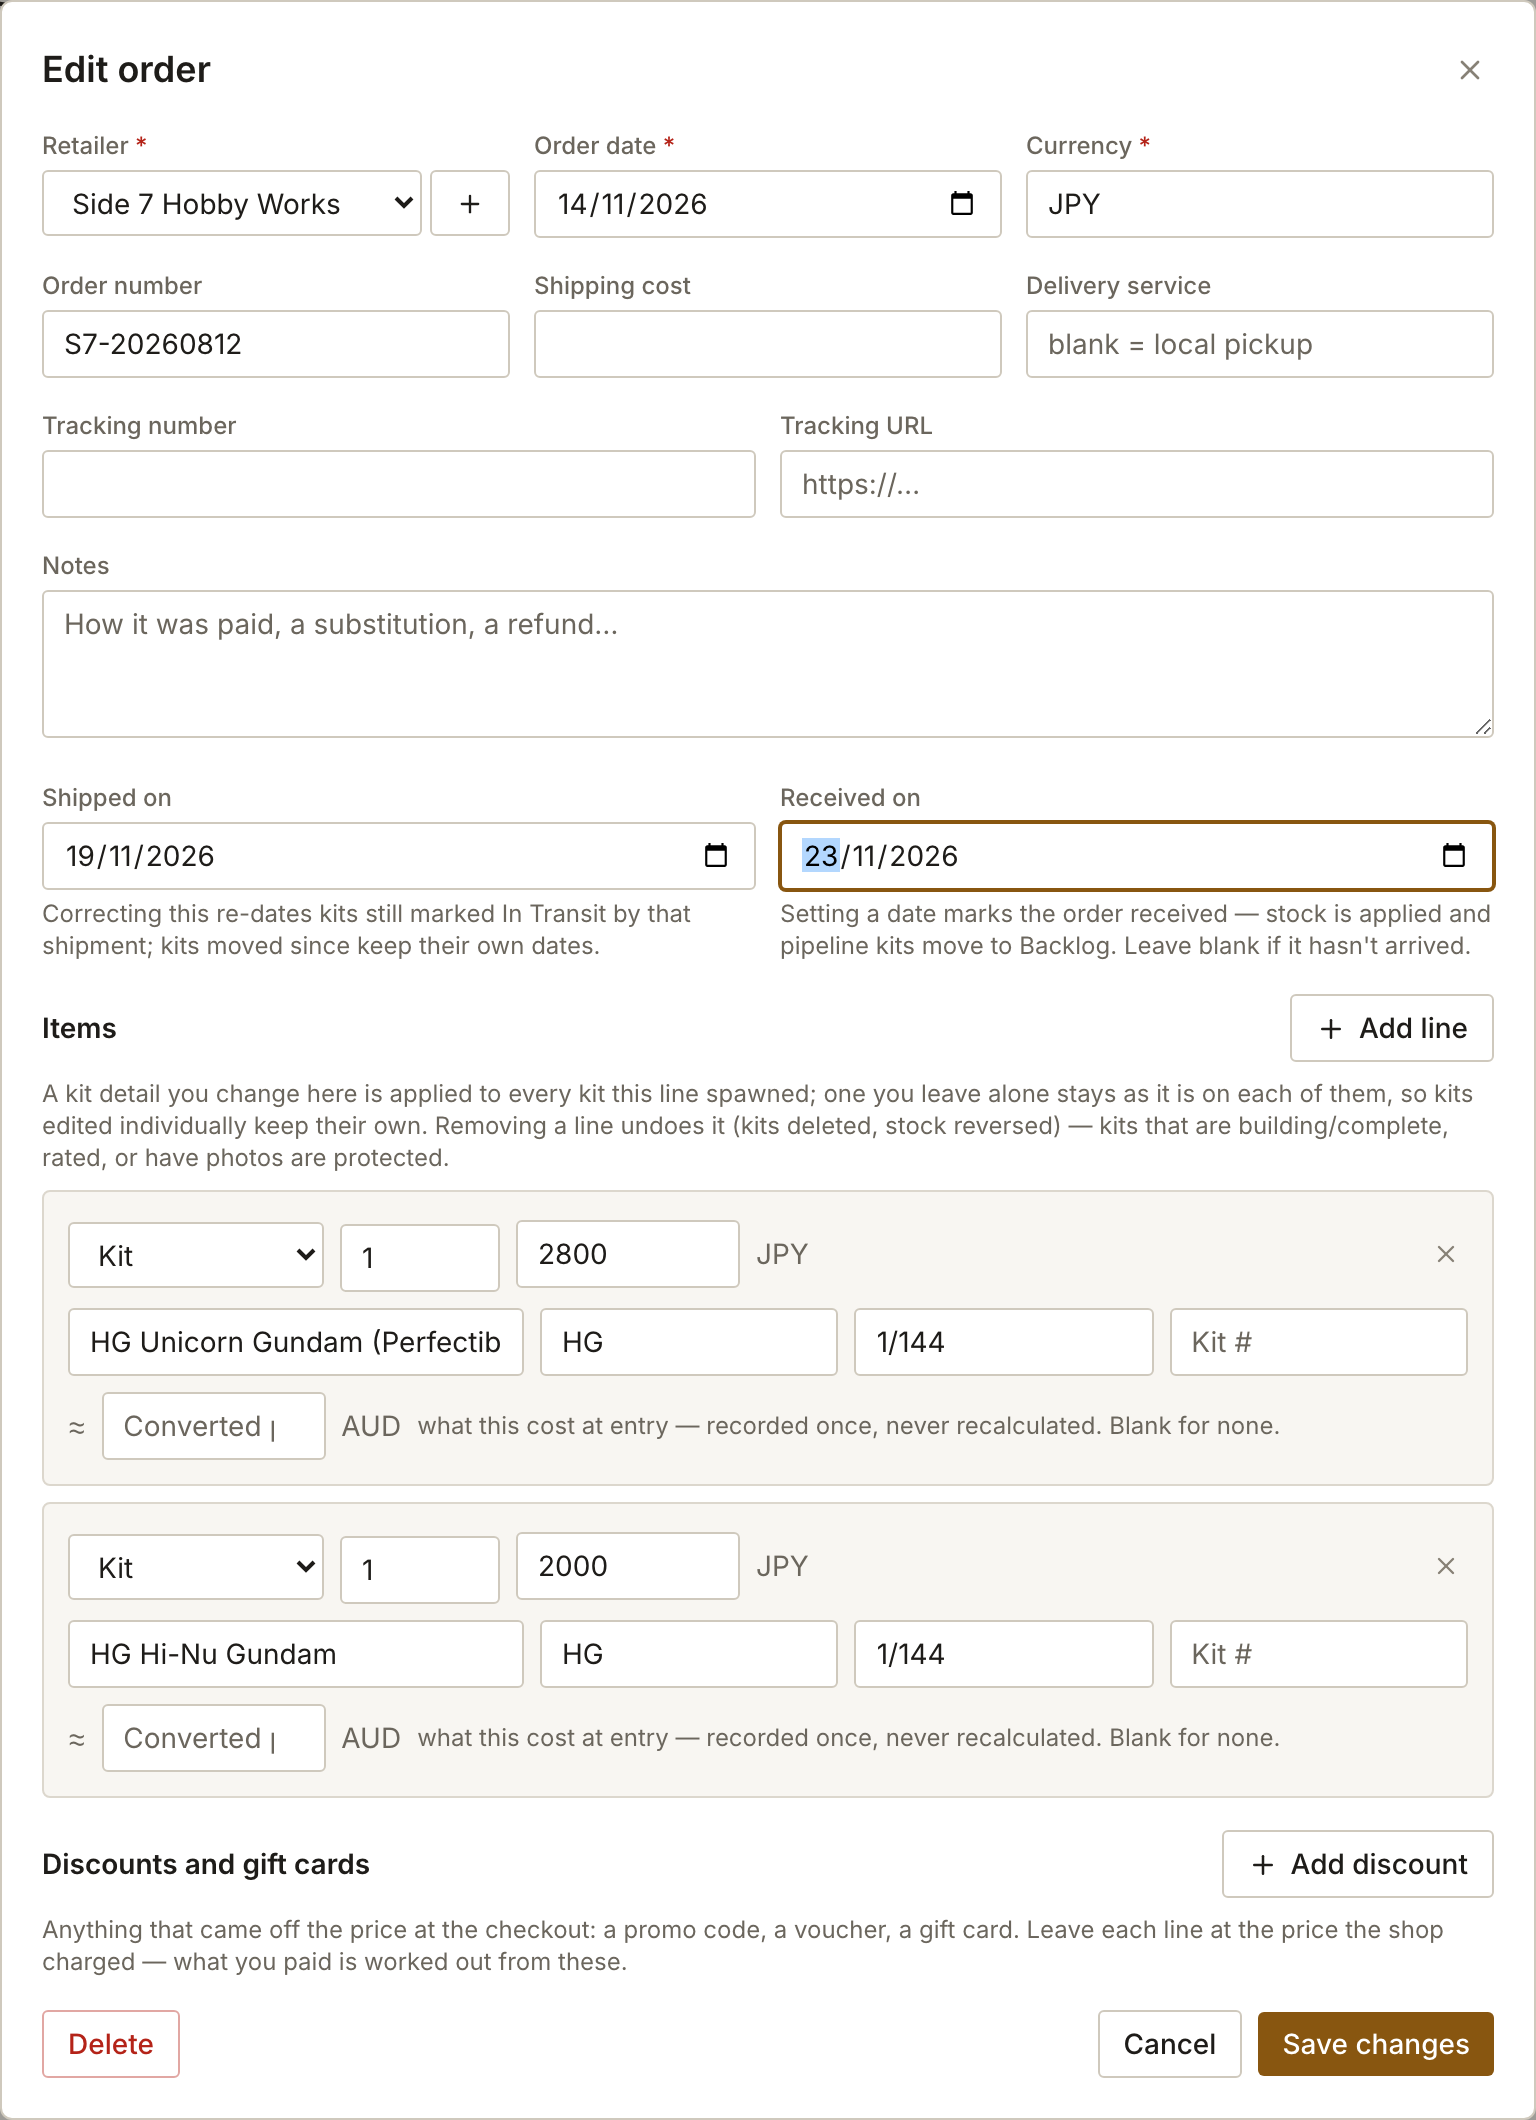 Edit order
Retailer *
Order date *
Currency *
Side 7 Hobby Works
+
14/11/2026
JPY
Order number
Shipping cost
Delivery service
S7-20260812
blank = local pickup
Tracking number
Tracking URL
https://...
Notes
How it was paid, a substitution, a refund...
Shipped on
Received on
19/11/2026
23/11/2026
Correcting this re-dates kits still marked In Transit by that
shipment; kits moved since keep their own dates.
Setting a date marks the order received — stock is applied and
pipeline kits move to Backlog. Leave blank if it hasn't arrived.
Items
+ Add line
A kit detail you change here is applied to every kit this line spawned; one you leave alone stays as it is on each of them, so kits
edited individually keep their own. Removing a line undoes it (kits deleted, stock reversed) — kits that are building/complete,
rated, or have photos are protected.
Kit
1
2800
JPY
HG Unicorn Gundam (Perfectib
HG
1/144
Kit #
≈
Converted
AUD
what this cost at entry — recorded once, never recalculated. Blank for none.
Kit
1
2000
JPY
HG Hi-Nu Gundam
HG
1/144
Kit #
≈
Converted
AUD
what this cost at entry — recorded once, never recalculated. Blank for none.
Discounts and gift cards
+ Add discount
Anything that came off the price at the checkout: a promo code, a voucher, a gift card. Leave each line at the price the shop
charged — what you paid is worked out from these.
Delete
Cancel
Save changes